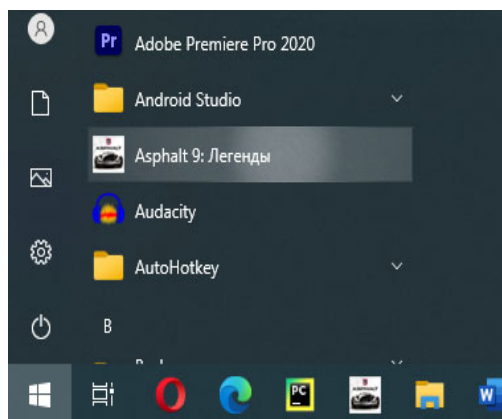 Pr
Adobe Premiere Pro 2020
Android Studio
Asphalt 9: Легенды
Audacity
AutoHotkey
B
PC
W